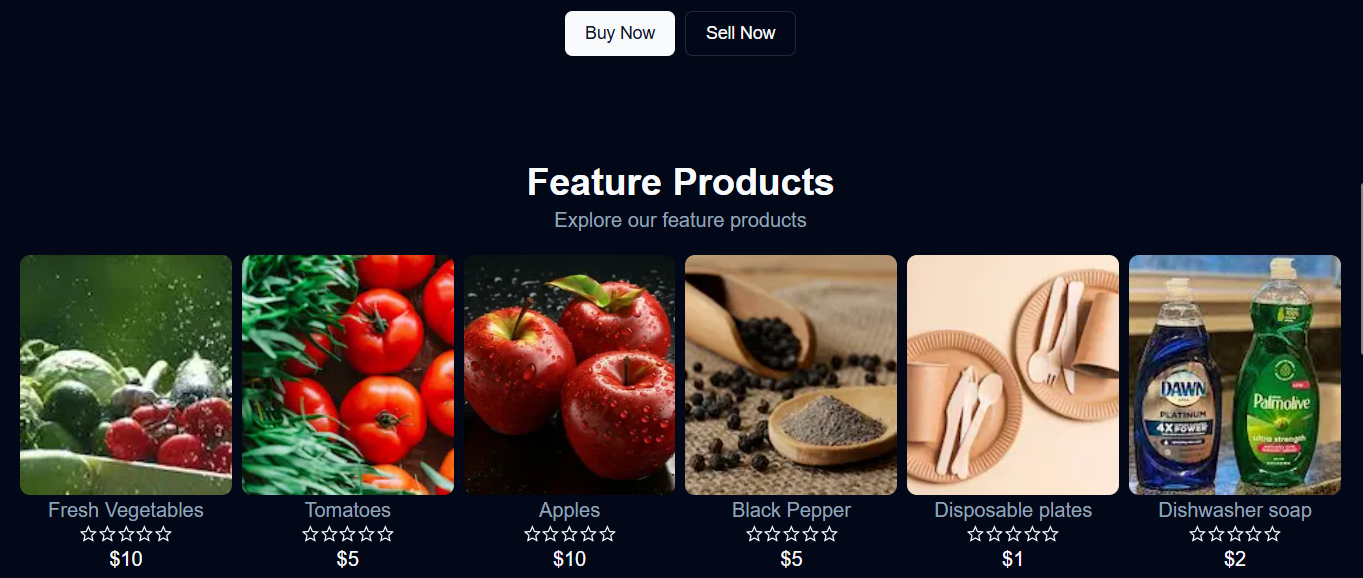 Buy Now
Sell Now
Feature Products
Explore our feature products
DAWN
PLATINUM
4X
POWER
Palmolive
ultra strength
Fresh Vegetables
Tomatoes
Apples
Black Pepper
Disposable plates
Dishwasher soap
$10
$5
$10
$5
$1
$2